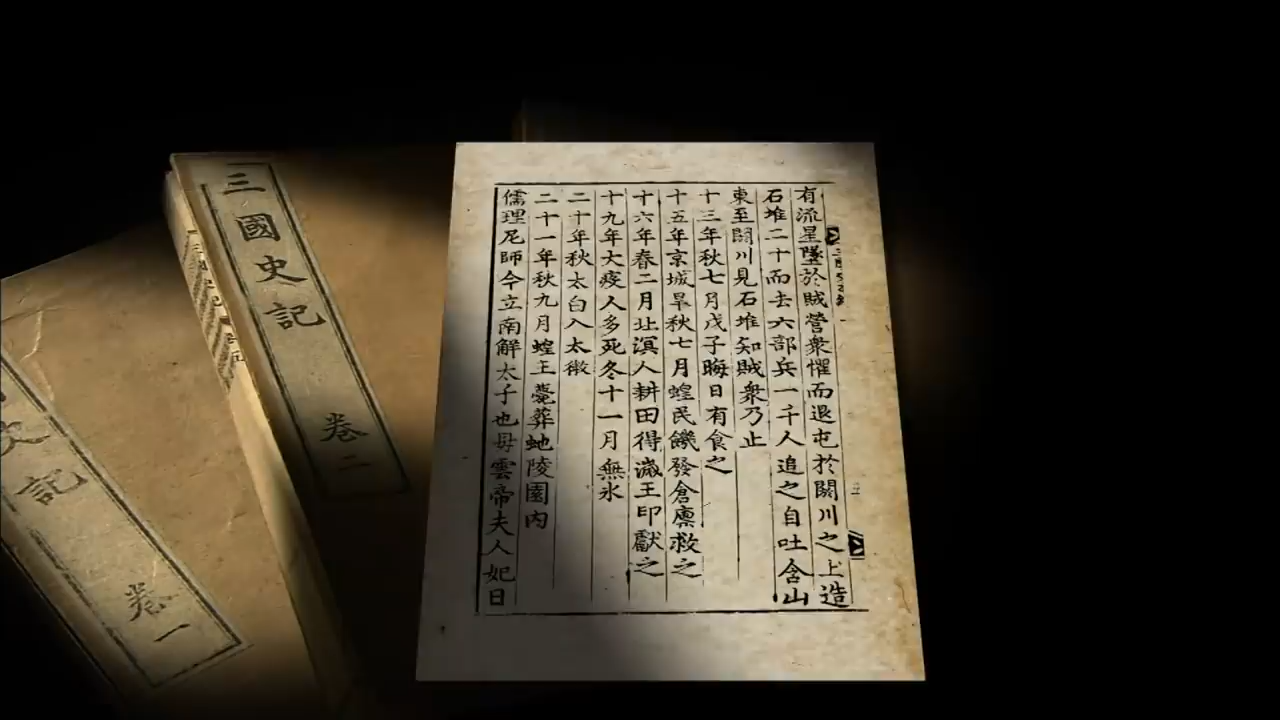 有流星墜於賊營衆懼而退屯於閼川之上造
石堆二十而去六部兵一千人追之自吐含山
東至閼川見石堆知賊衆乃止
十三年秋七月戊子晦日有食之
十五年京城旱秋七月蝗民饑發倉廩救之
十六年春二月北溟人耕田得濊王印獻之
十九年大疫人多死冬十一月無氷
二十年秋太白入太微
二十一年秋九月蝗王薨葬虵陵園内
儒理尼師今立南解太子也母雲帝夫人妃日
三國史記 卷二
史記 卷一